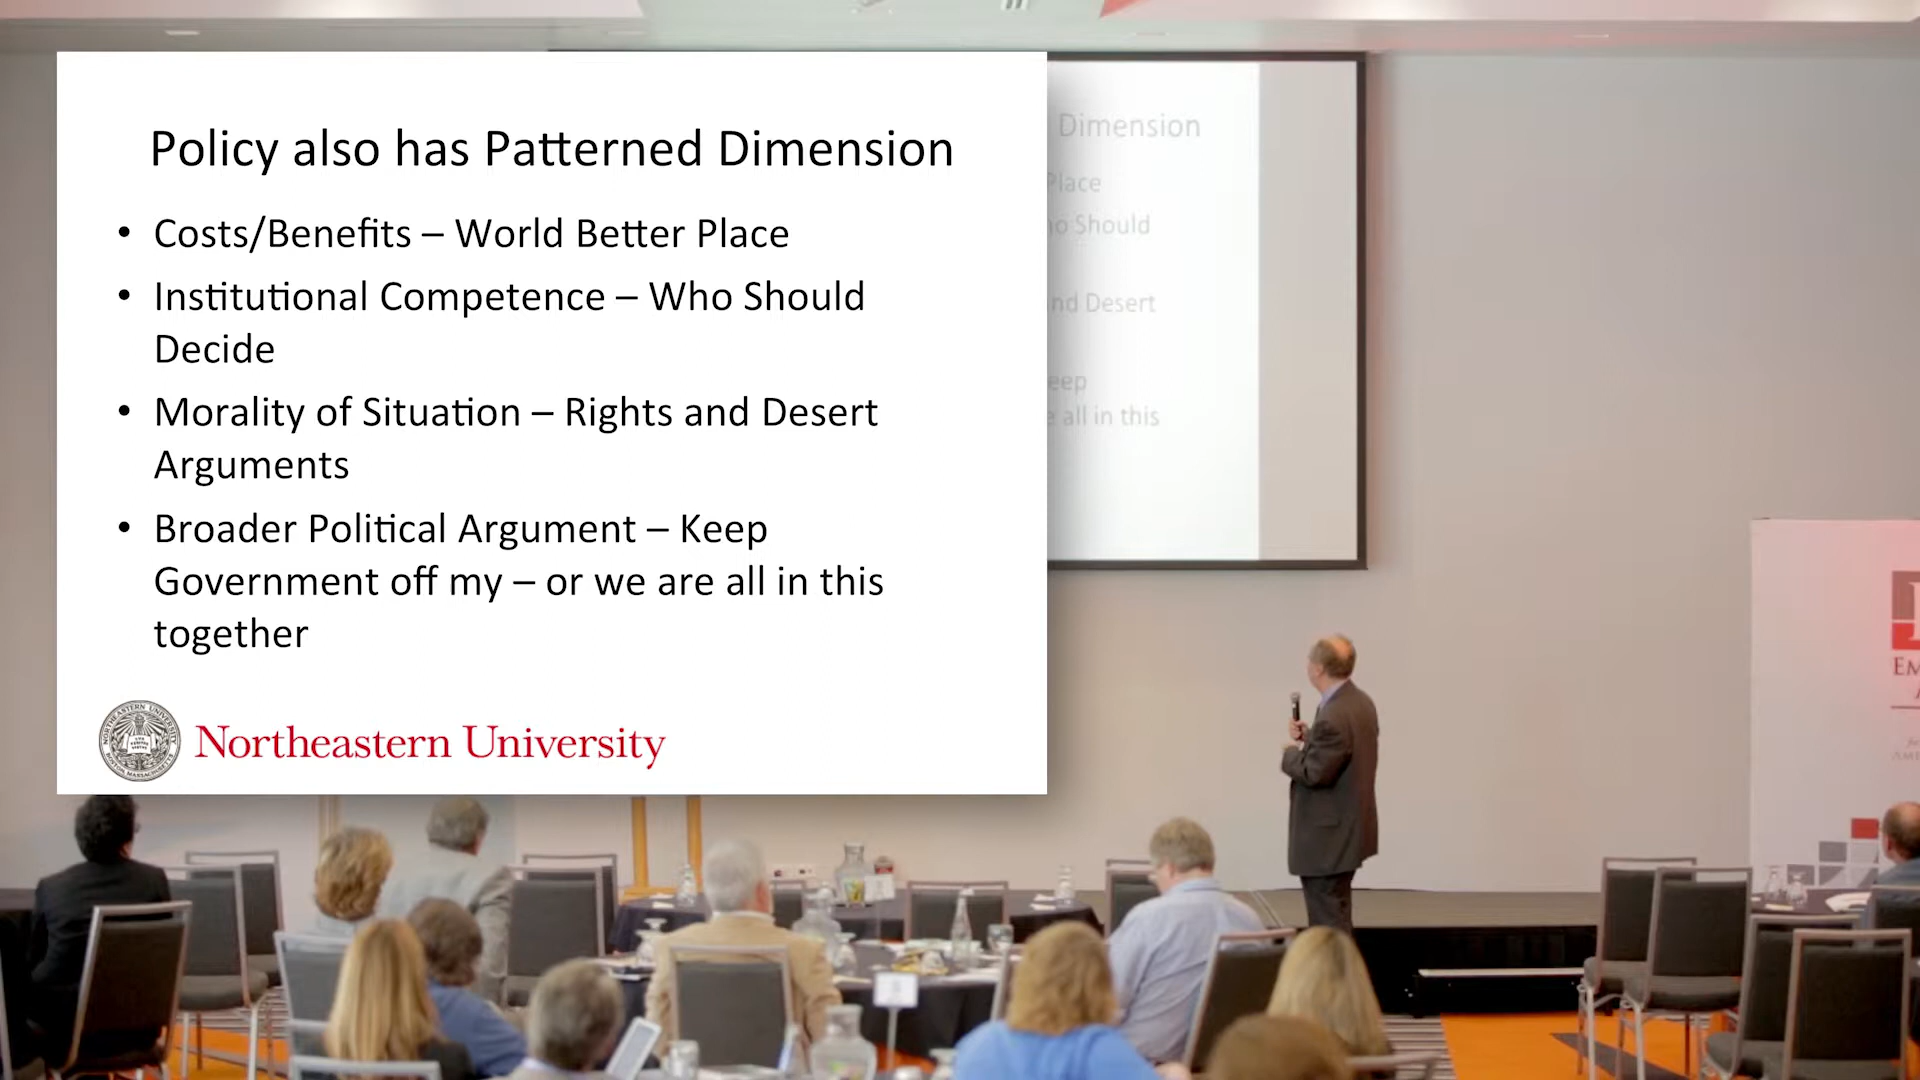 Policy also has Patterned Dimension
• Costs/Benefits – World Better Place
• Institutional Competence – Who Should
Decide
• Morality of Situation – Rights and Desert
Arguments
• Broader Political Argument – Keep
Government off my – or we are all in this
together
Northeastern University
Dimension
Place
Should
nd Desert
eep
all in this